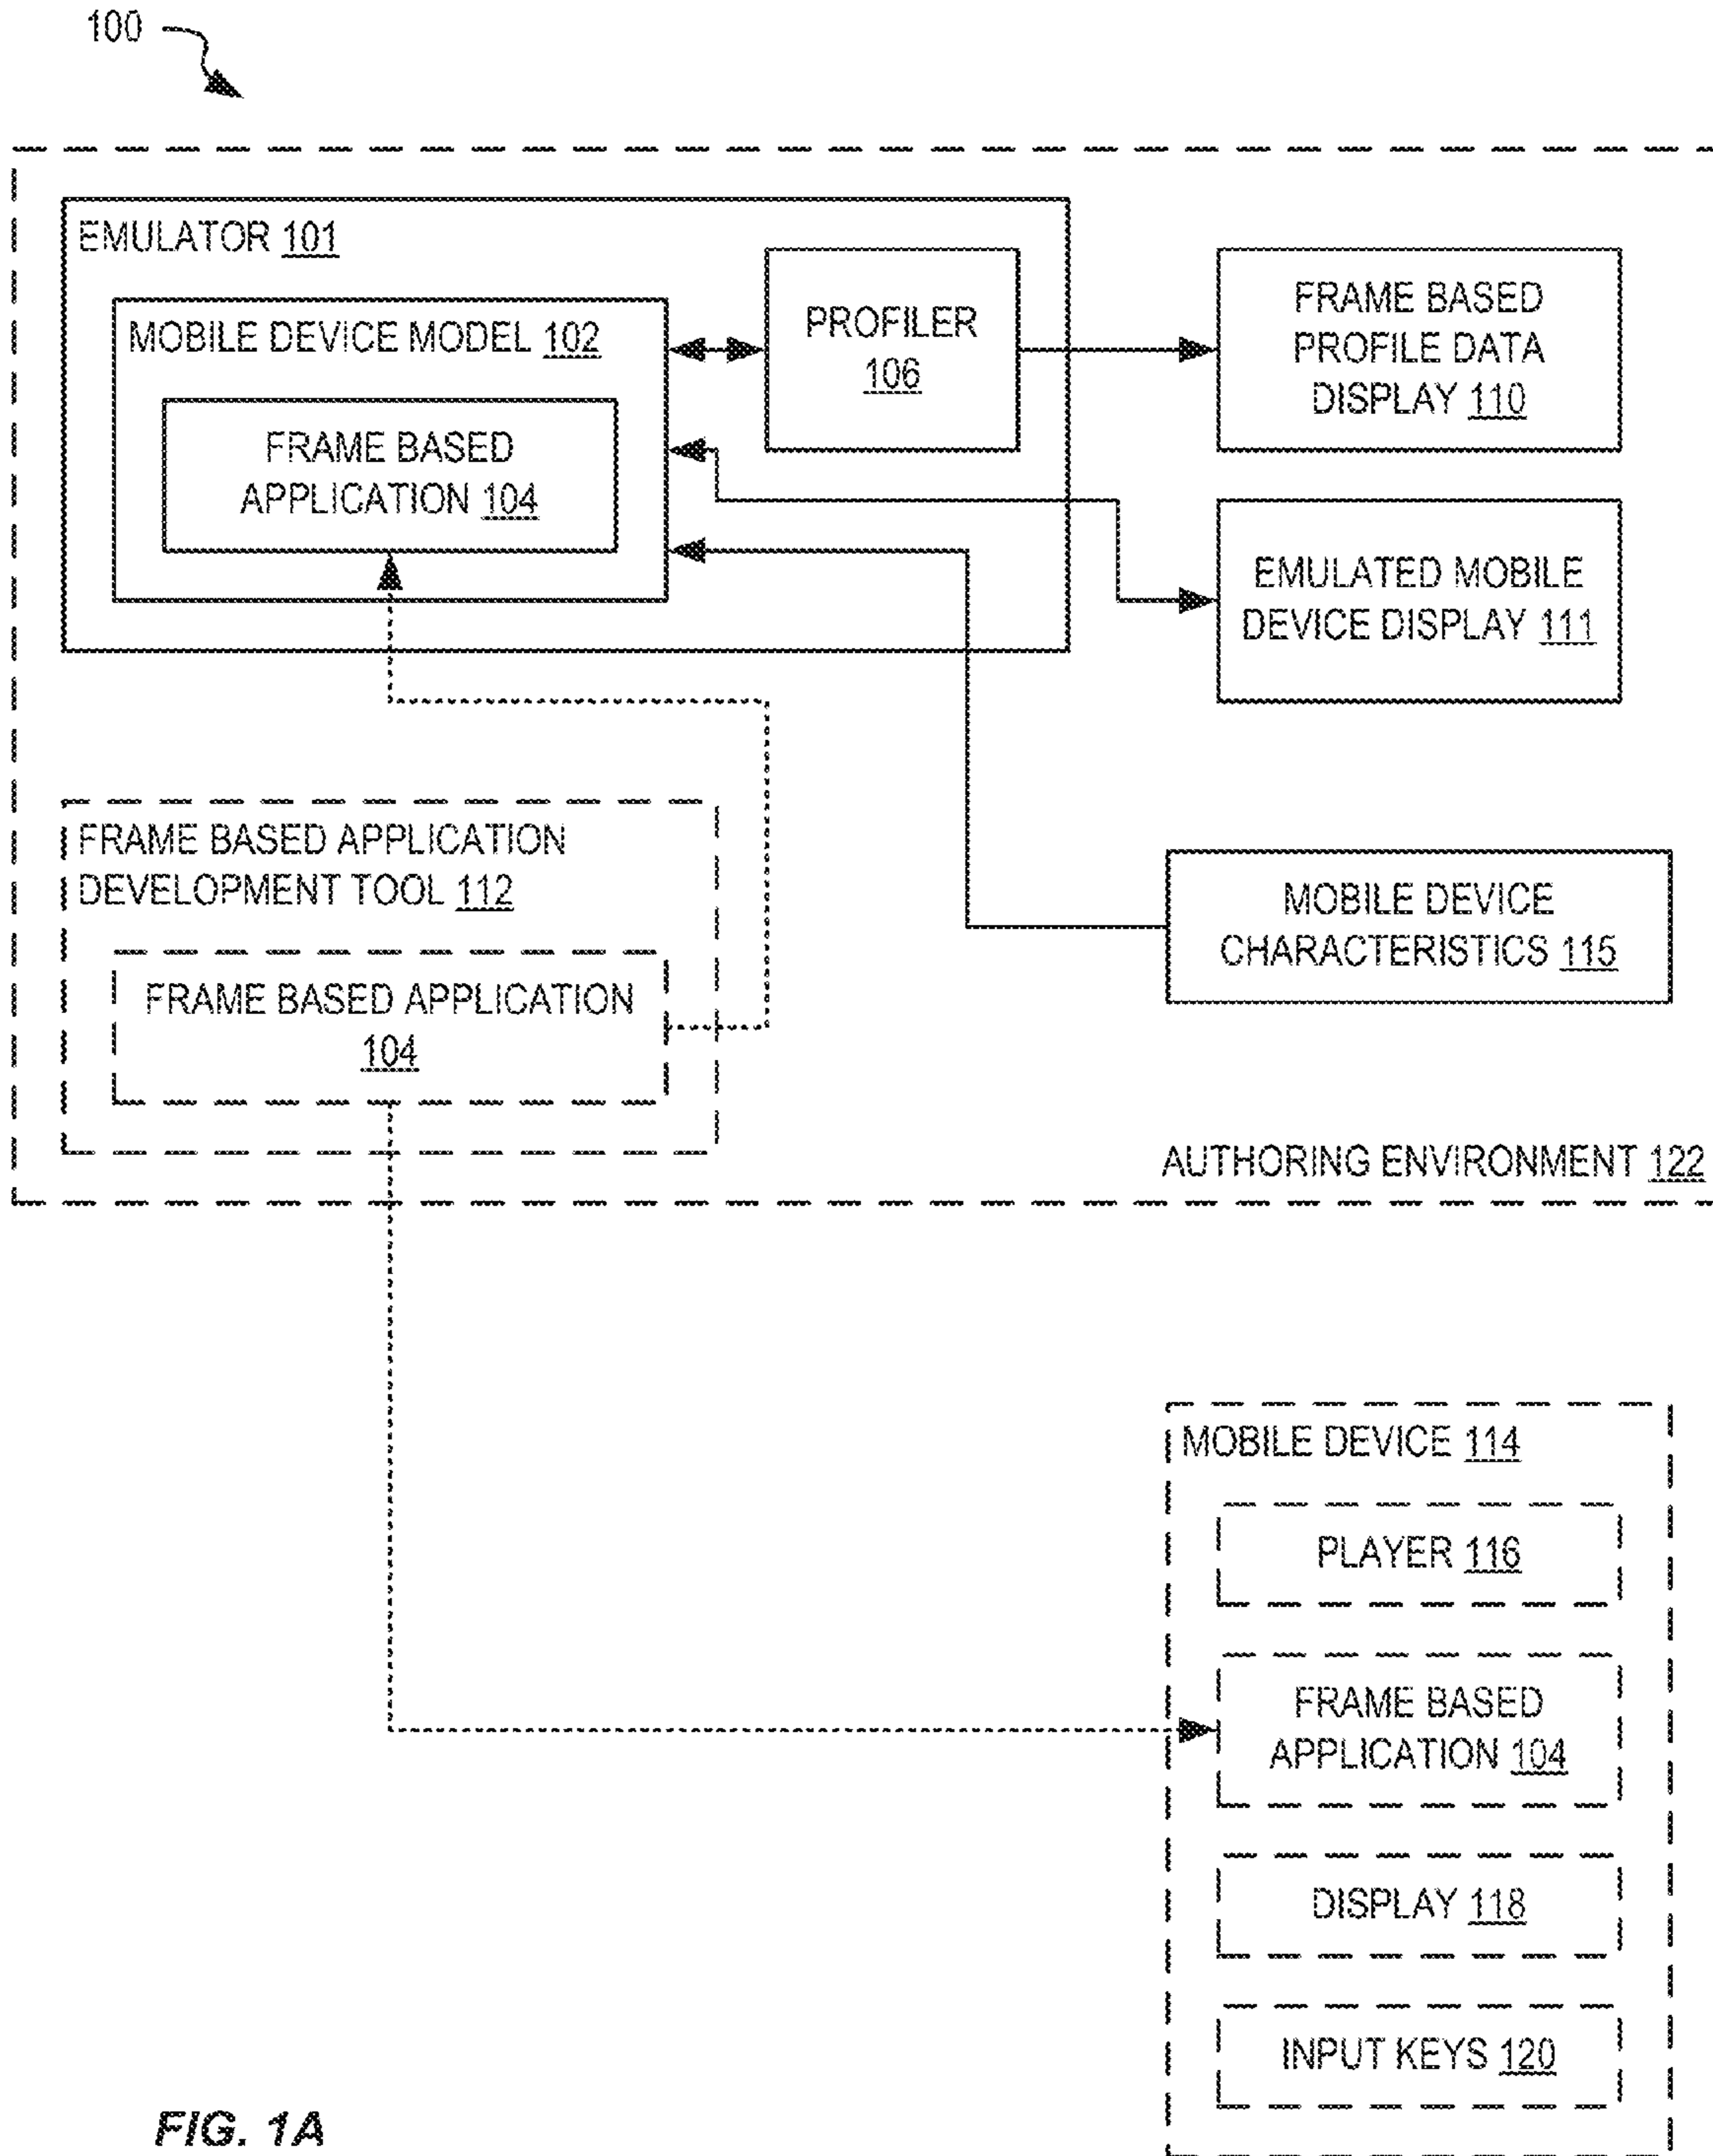 100
EMULATOR 101
MOBILE DEVICE MODEL 102
FRAME BASED
APPLICATION 104
PROFILER
106
FRAME BASED
PROFILE DATA
DISPLAY 110
EMULATED MOBILE
DEVICE DISPLAY 111
FRAME BASED APPLICATION
DEVELOPMENT TOOL 112
FRAME BASED APPLICATION
104
MOBILE DEVICE
CHARACTERISTICS 115
AUTHORING ENVIRONMENT 122
MOBILE DEVICE 114
PLAYER 116
FRAME BASED
APPLICATION 104
DISPLAY 118
INPUT KEYS 120
FIG. 1A